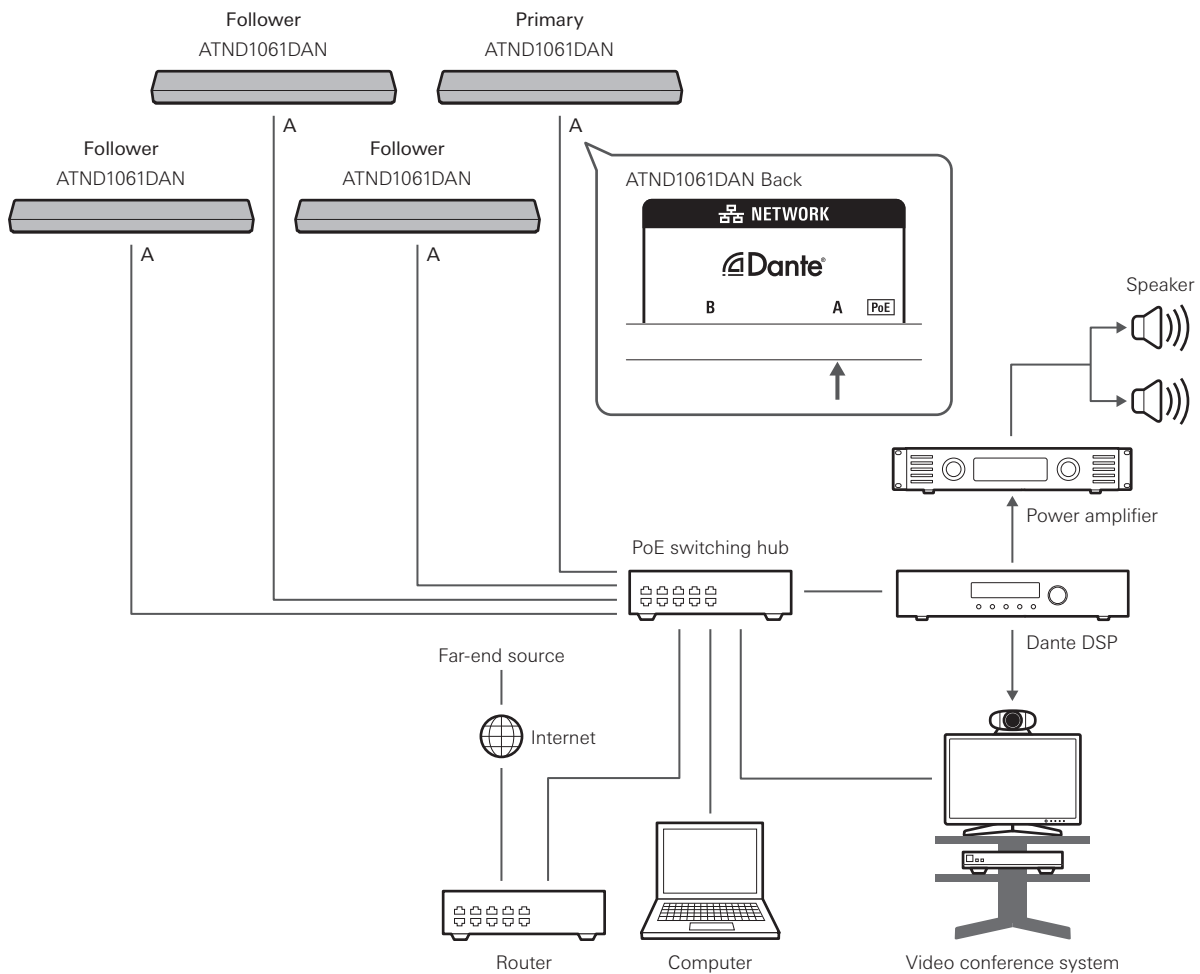 Follower
ATND1061DAN
Primary
ATND1061DAN
A
A
Follower
ATND1061DAN
Follower
ATND1061DAN
A
A
ATND1061DAN Back
NETWORK
Dante®
B
A
PoE
Speaker
Power amplifier
PoE switching hub
Dante DSP
Far-end source
Internet
Router
Computer
Video conference system